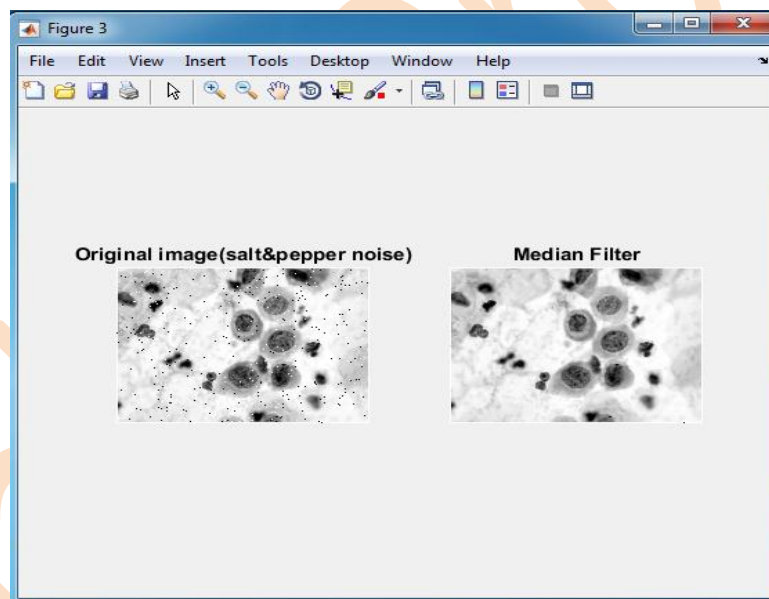 Figure 3
File Edit View Insert Tools Desktop Window Help
Original image(salt&pepper noise) Median Filter